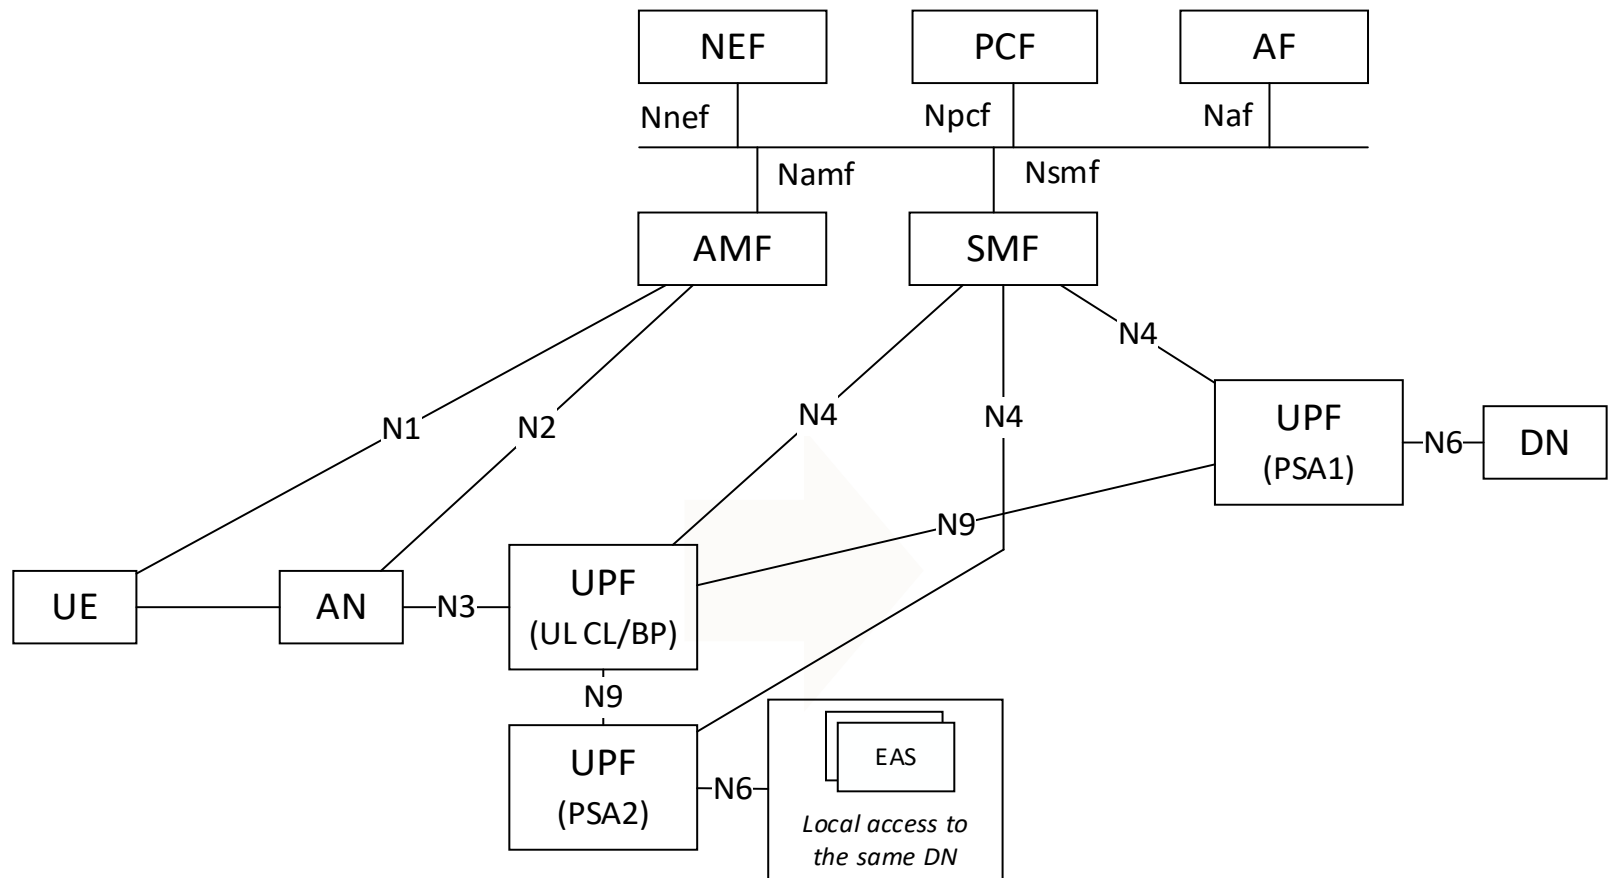 NEF
PCF
AF
Nnef
Npcf
Naf
Namf
Nsmf
AMF
SMF
N4
N1
N2
N4
N4
UPF
(PSA1)
N6
DN
N9
UE
AN
N3
UPF
(UL CL/BP)
N9
UPF
(PSA2)
N6
EAS
Local access to
the same DN